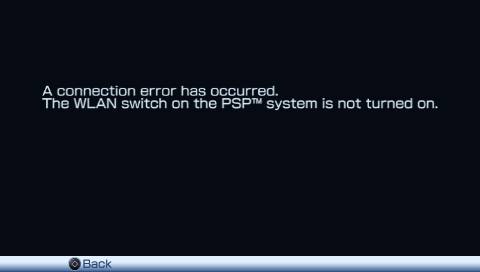 A connection error has occurred.
The WLAN switch on the PSP™ system is not turned on.
Back